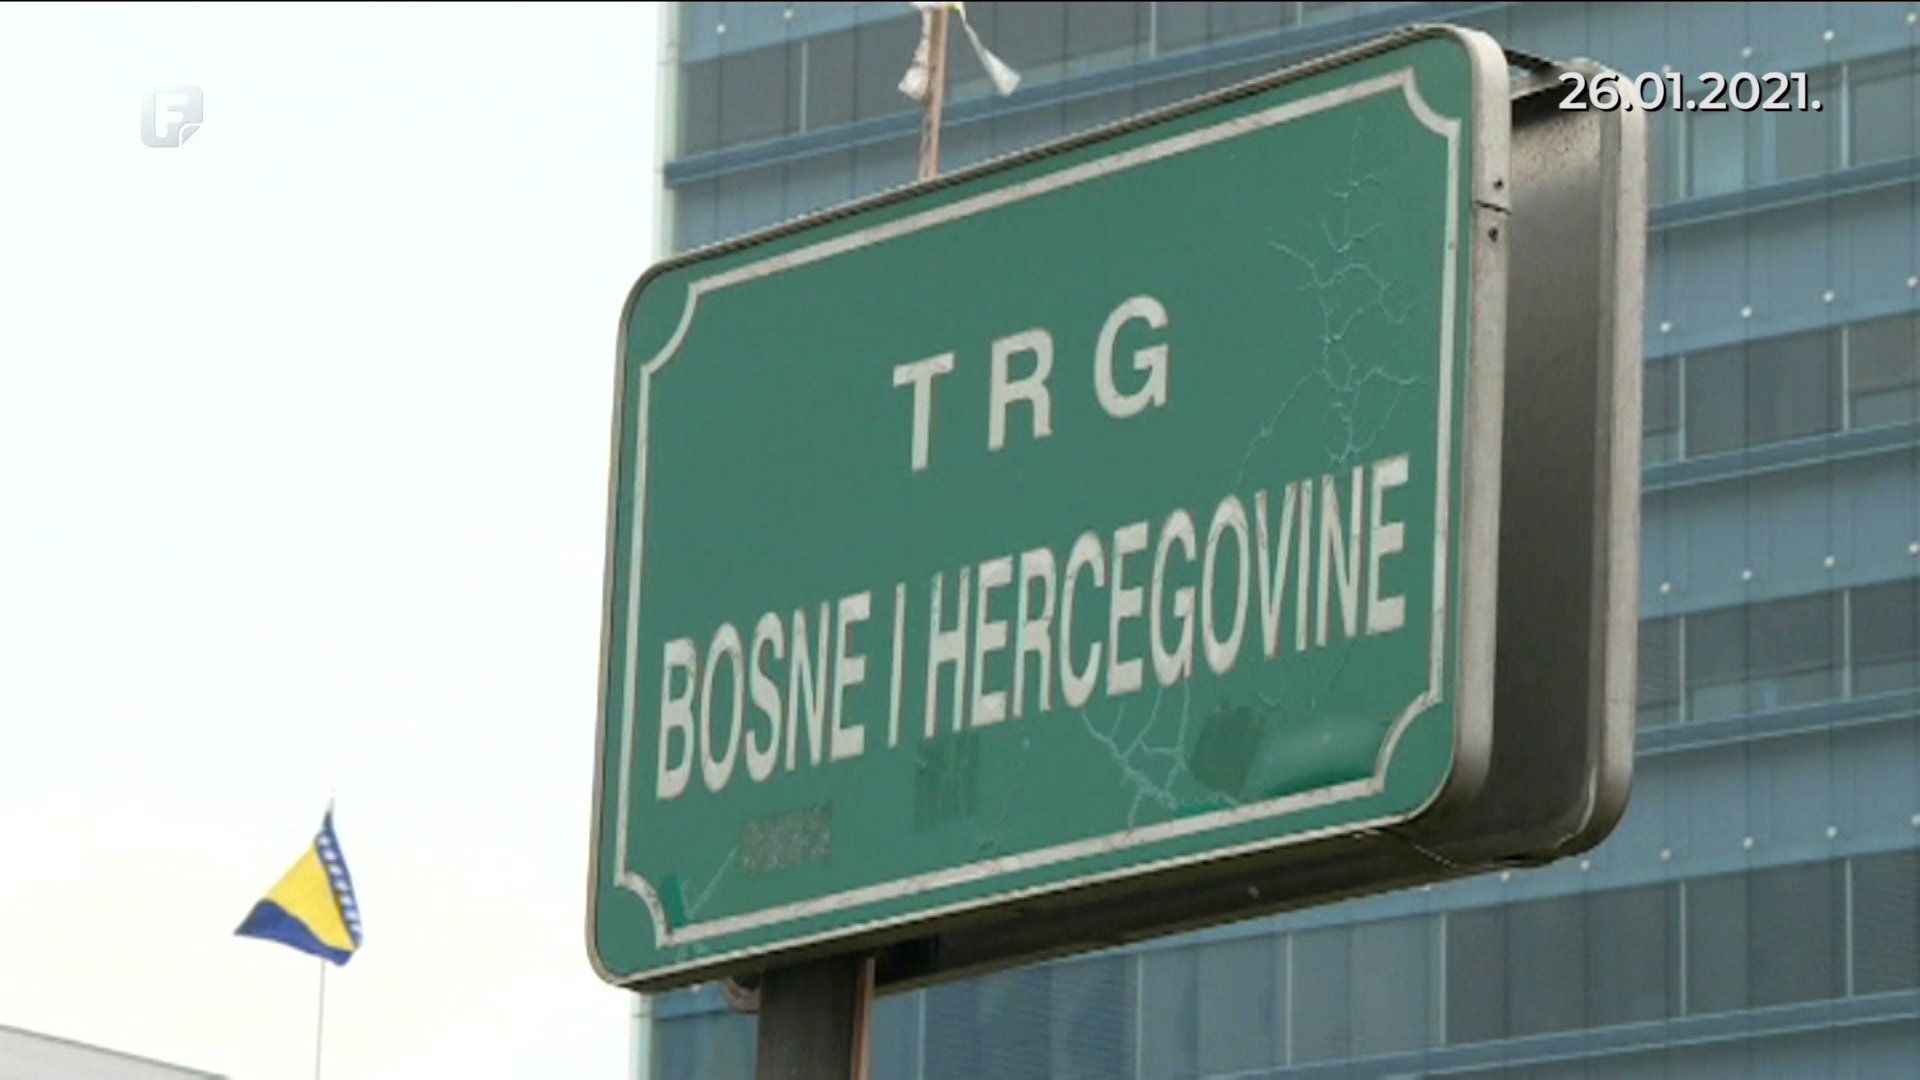 F
26.01.2021.
TRG
BOSNE I HERCEGOVINE